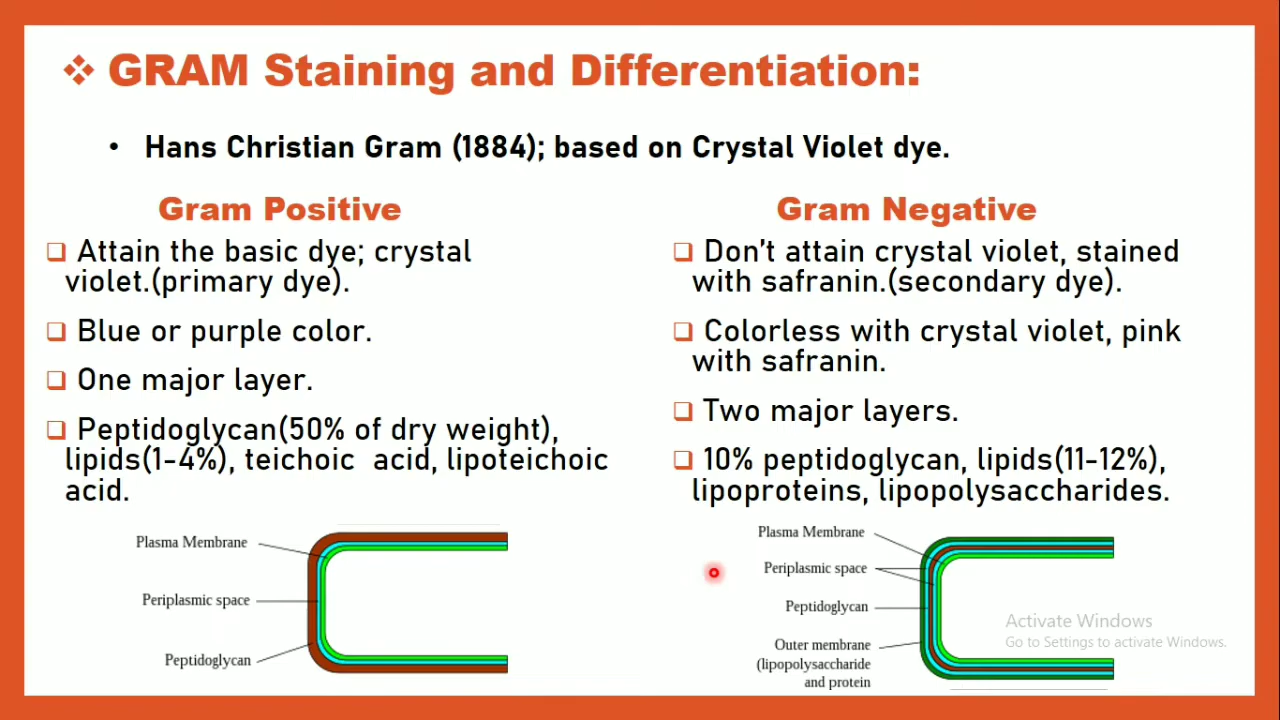 GRAM Staining and Differentiation:
• Hans Christian Gram (1884); based on Crystal Violet dye.
Gram Positive
Attain the basic dye; crystal
violet.(primary dye).
Blue or purple color.
One major layer.
Peptidoglycan(50% of dry weight),
lipids(1-4%), teichoic acid, lipoteichoic
acid.
Plasma Membrane
Periplasmic space
Peptidoglycan
Gram Negative
Don't attain crystal violet, stained
with safranin.(secondary dye).
Colorless with crystal violet, pink
with safranin.
Two major layers.
10% peptidoglycan, lipids(11-12%),
lipoproteins, lipopolysaccharides.
Plasma Membrane
Periplasmic space
Peptidoglycan
Outer membrane
(lipopolysaccharide
and protein
Activate Windows
Go to Settings to activate Windows.